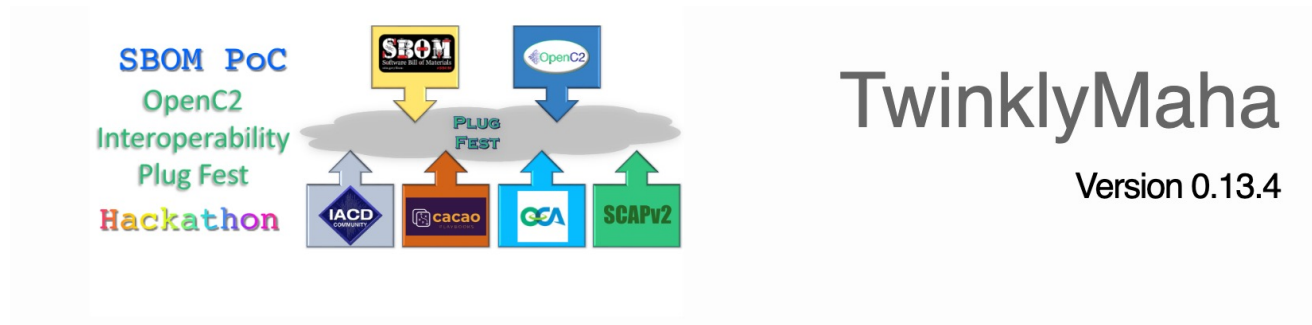 SBOM PoC
OpenC2
Interoperability
Plug Fest
Hackathon
SBOM
Software Bill of Materials
OpenC2
PLUG
FEST
IACD
COMMUNITY
cacao
PLAYBOOKS
OCA
SCAPv2
TwinklyMaha
Version 0.13.4